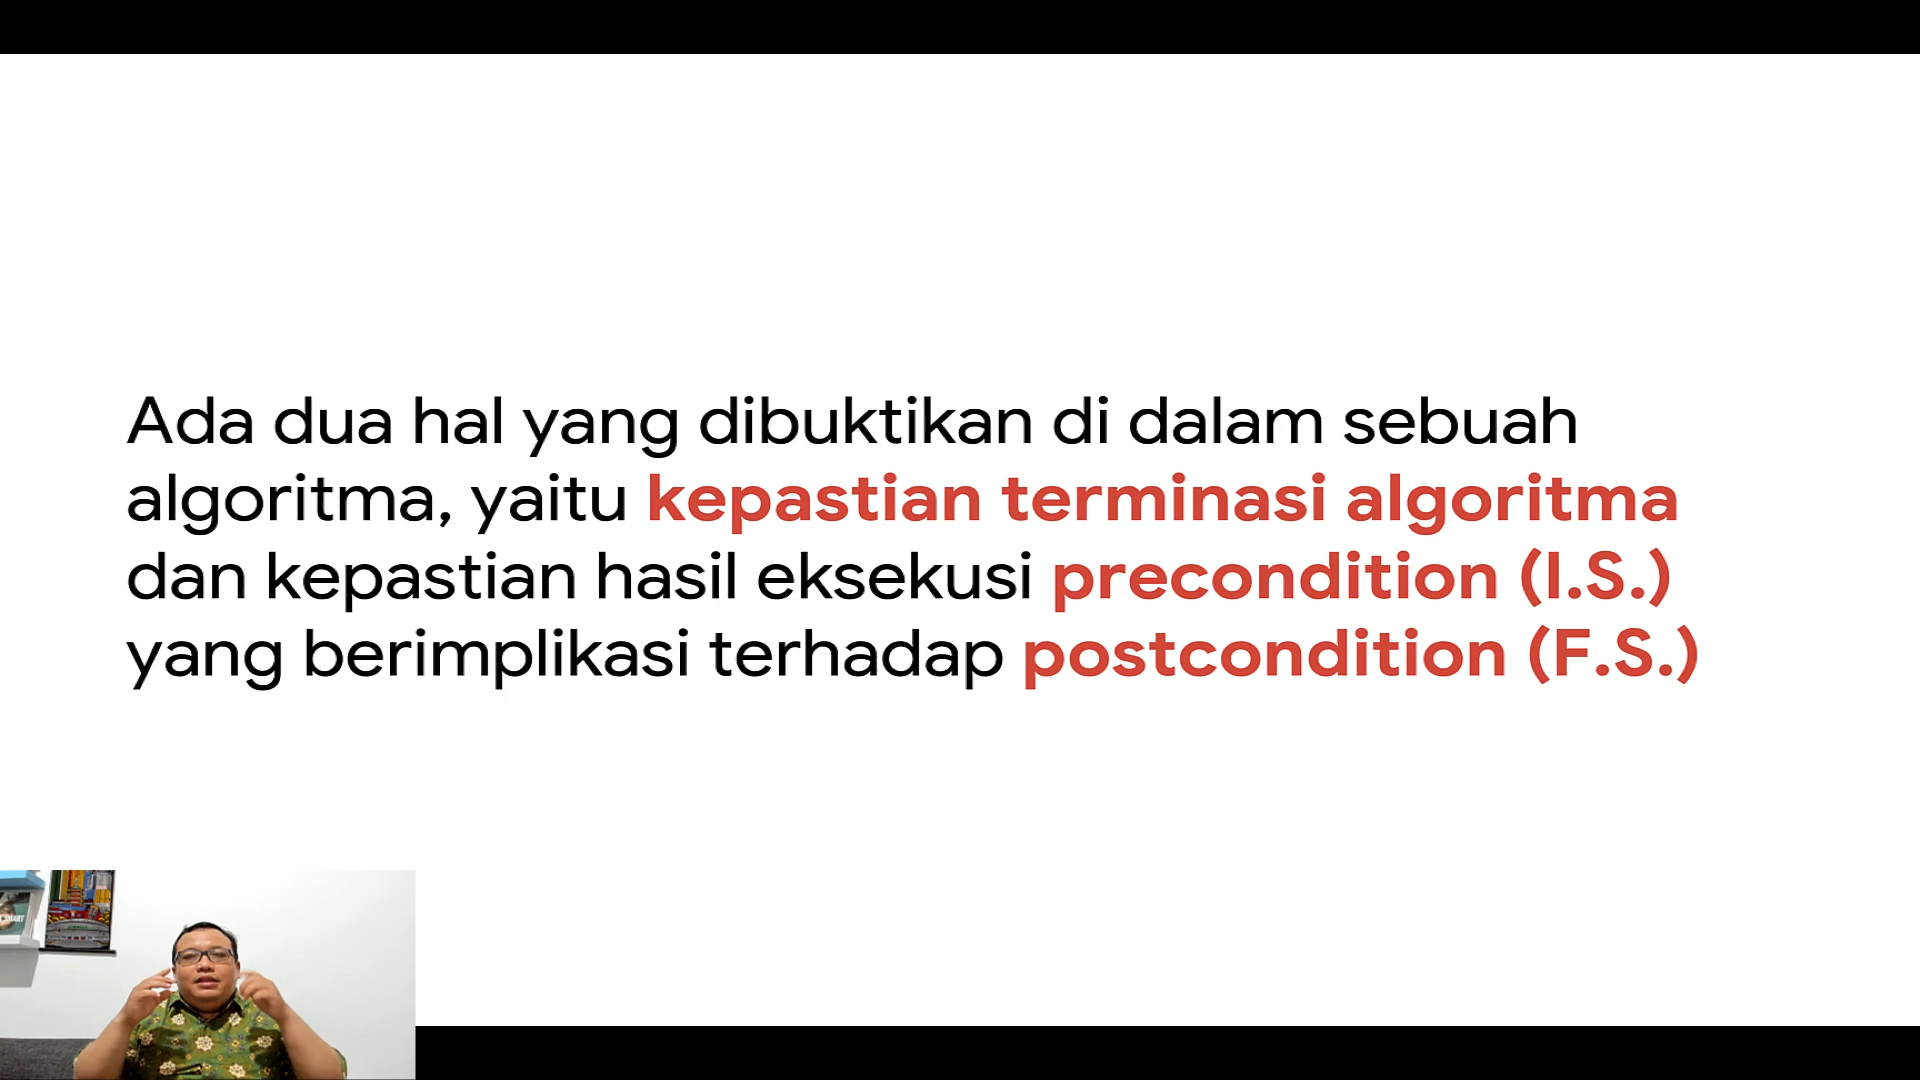 Ada dua hal yang dibuktikan di dalam sebuah
algoritma, yaitu kepastian terminasi algoritma
dan kepastian hasil eksekusi precondition (I.S.)
yang berimplikasi terhadap postcondition (F.S.)